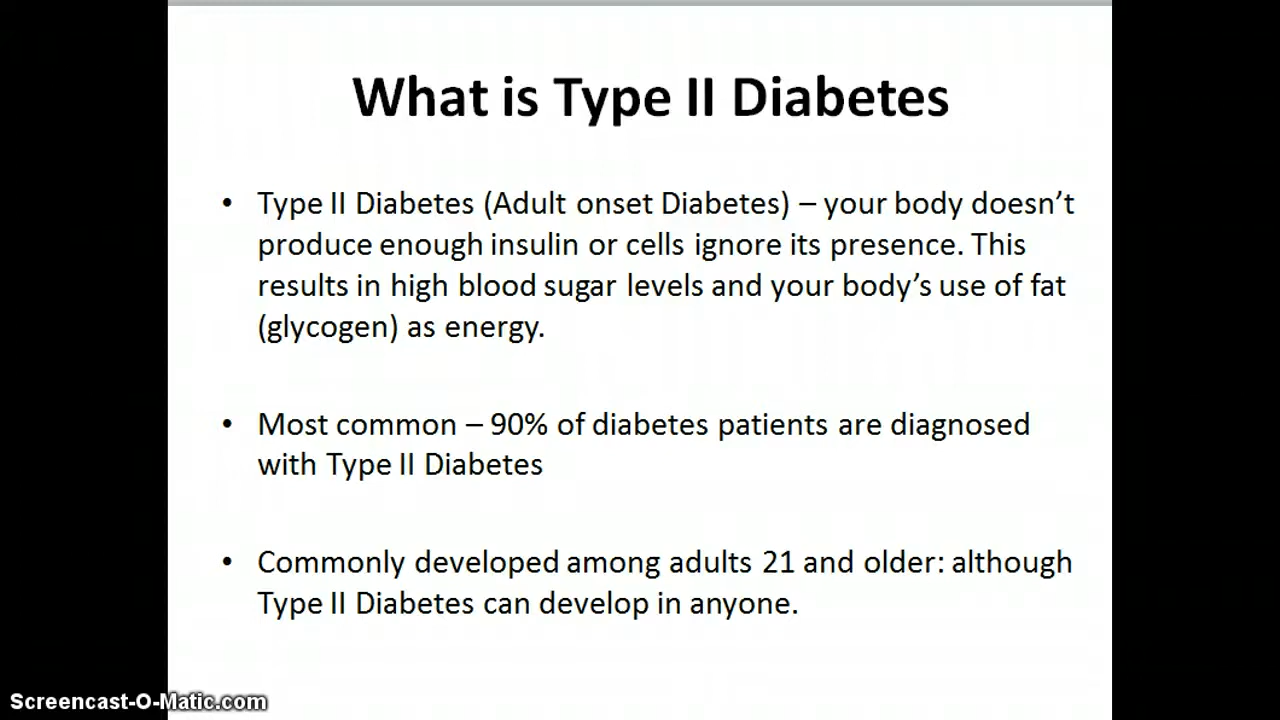 What is Type II Diabetes
• Type II Diabetes (Adult onset Diabetes) – your body doesn’t
produce enough insulin or cells ignore its presence. This
results in high blood sugar levels and your body’s use of fat
(glycogen) as energy.
• Most common – 90% of diabetes patients are diagnosed
with Type II Diabetes
• Commonly developed among adults 21 and older: although
Type II Diabetes can develop in anyone.
Screencast-O-Matic.com